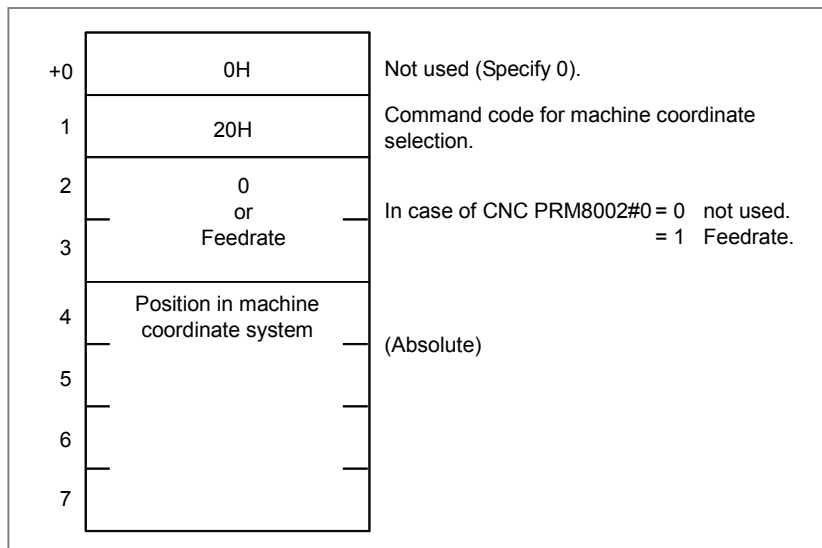 +0 0H Not used (Specify 0).
1 20H Command code for machine coordinate
selection.
2 0
or In case of CNC PRM8002#0 = 0 not used.
3 Feedrate = 1 Feedrate.
4 Position in machine
coordinate system
(Absolute)
5
6
7